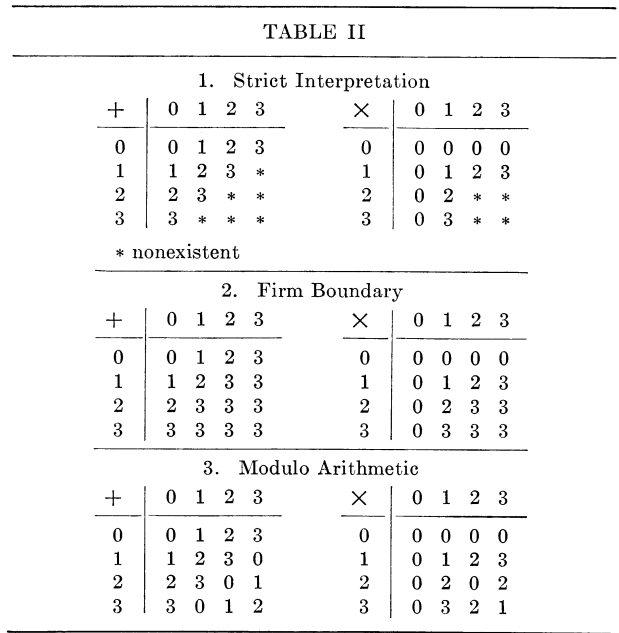 TABLE II
1. Strict Interpretation
+ 0 1 2 3 × 0 1 2 3
0 0 1 2 3 0 0 0 0 0
1 1 2 3 * 1 0 1 2 3
2 2 3 * * 2 0 2 * *
3 3 * * * 3 0 3 * *
* nonexistent
2. Firm Boundary
+ 0 1 2 3 × 0 1 2 3
0 0 1 2 3 0 0 0 0 0
1 1 2 3 3 1 0 1 2 3
2 2 3 3 3 2 0 2 3 3
3 3 3 3 3 3 0 3 3 3
3. Modulo Arithmetic
+ 0 1 2 3 × 0 1 2 3
0 0 1 2 3 0 0 0 0 0
1 1 2 3 0 1 0 1 2 3
2 2 3 0 1 2 0 2 0 2
3 3 0 1 2 3 0 3 2 1